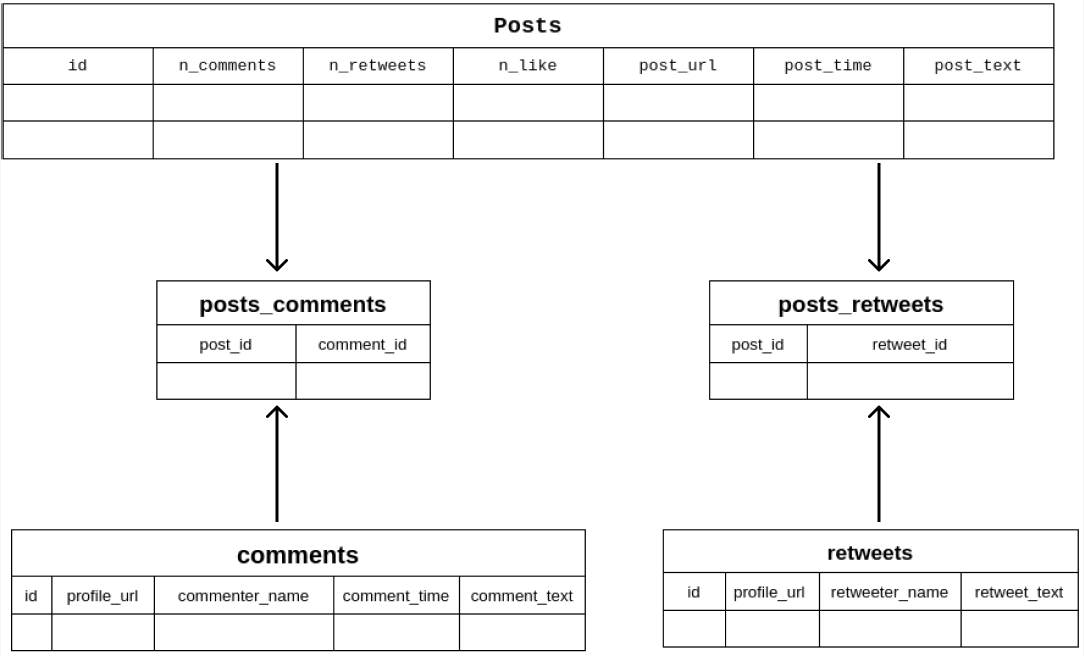 Posts
id n_comments n_retweets n_like post_url post_time post_text
posts_comments
post_id comment_id
posts_retweets
post_id retweet_id
comments
id profile_url commenter_name comment_time comment_text
retweets
id profile_url retweeter_name retweet_text